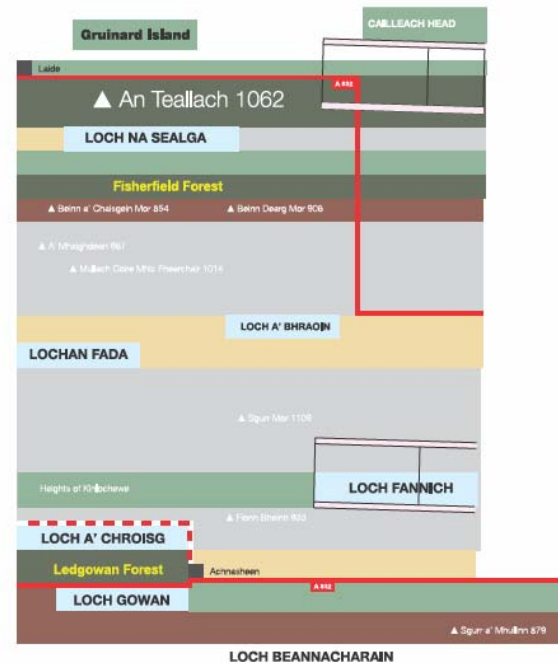 Gruinard Island
CAILLEACH HEAD
Laide
▲ An Teallach 1062
LOCH NA SEALGA
Fisherfield Forest
▲ Beinn a' Chaisgein Mor 854
▲ Beinn Dearg Mor 906
▲ A' Mhaighdean 967
▲ Mullach Coire Mhic Fhearchair 1014
LOCH A' BHRAOIN
LOCHAN FADA
▲ Sgurr Mor 1109
Heights of Kinlochewe
LOCH FANNICH
▲ Fionn Bheinn 933
LOCH A' CHROISG
Ledgowan Forest
Achnasheen
LOCH GOWAN
▲ Sgurr a' Mhuilinn 879
LOCH BEANNACHARAIN